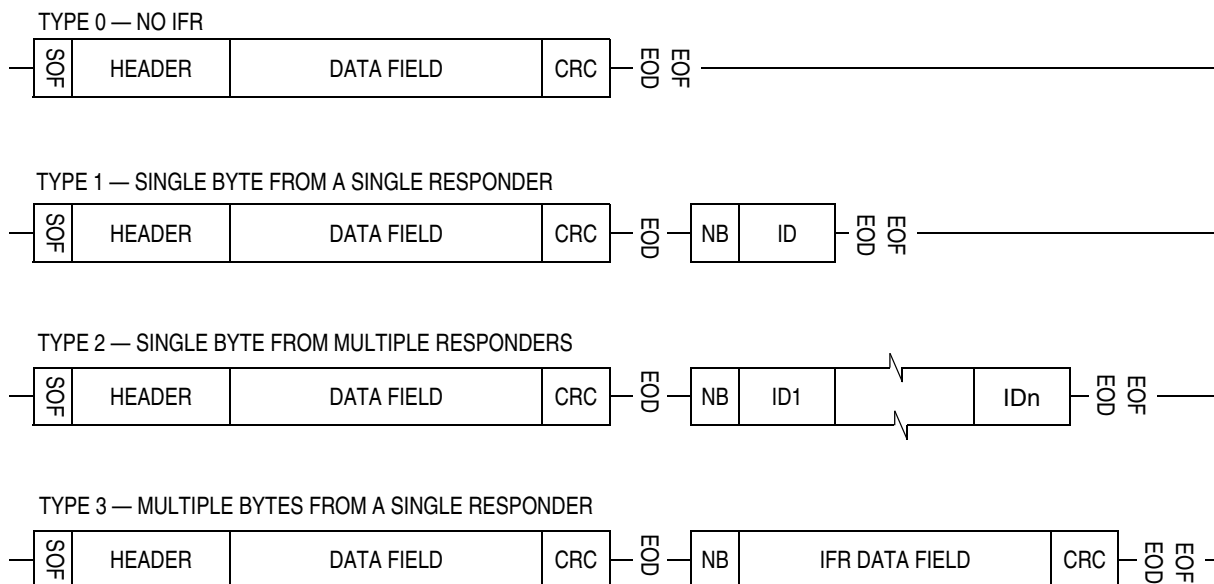 TYPE 0 — NO IFR
SOF HEADER DATA FIELD CRC EOD EOF
TYPE 1 — SINGLE BYTE FROM A SINGLE RESPONDER
SOF HEADER DATA FIELD CRC EOD NB ID EOD EOF
TYPE 2 — SINGLE BYTE FROM MULTIPLE RESPONDERS
SOF HEADER DATA FIELD CRC EOD NB ID1 IDn EOD EOF
TYPE 3 — MULTIPLE BYTES FROM A SINGLE RESPONDER
SOF HEADER DATA FIELD CRC EOD NB IFR DATA FIELD CRC EOD EOF